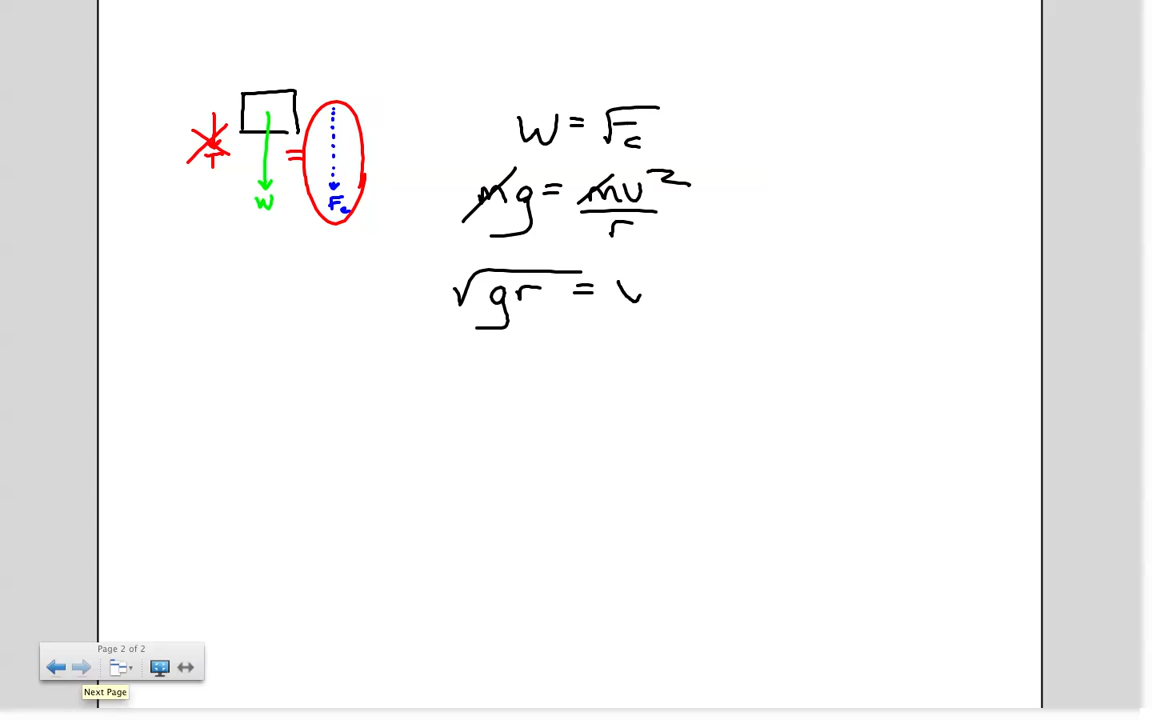 T
W
=
Fc
W = Fc
mg = mv²
r
√gr = v
Page 2 of 2
Next Page